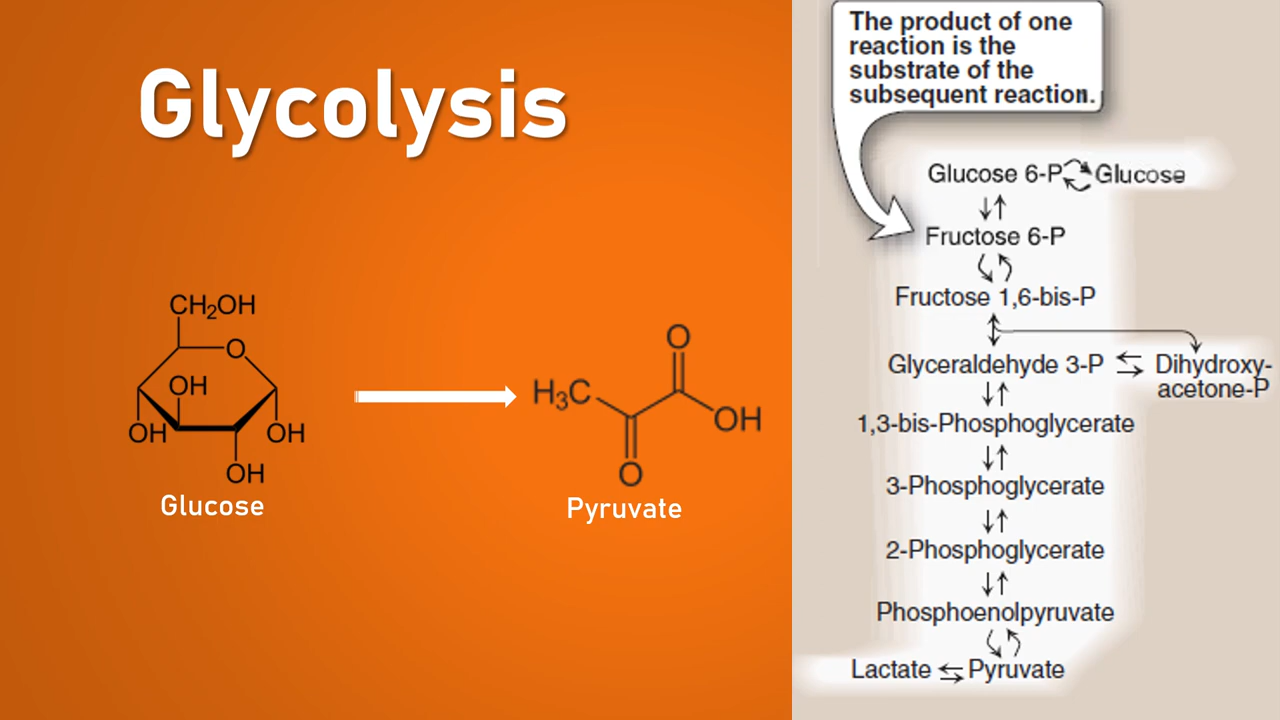 Glycolysis
CH₂OH
O
OH
OH
OH
OH
Glucose
O
H₃C
OH
O
Pyruvate
The product of one
reaction is the
substrate of the
subsequent reaction.
Glucose 6-P Glucose
Fructose 6-P
Fructose 1,6-bis-P
Glyceraldehyde 3-P ⇆ Dihydroxy-
acetone-P
1,3-bis-Phosphoglycerate
3-Phosphoglycerate
2-Phosphoglycerate
Phosphoenolpyruvate
Lactate ⇆ Pyruvate